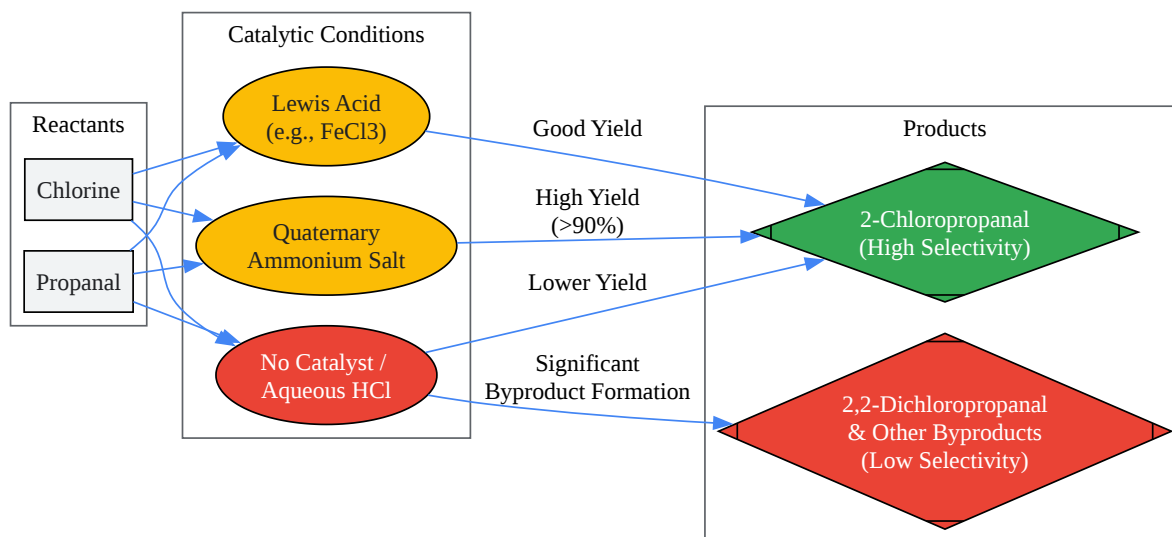 Catalytic Conditions
Reactants
Chlorine
Propanal
Lewis Acid
(e.g., FeCl3)
Quaternary
Ammonium Salt
No Catalyst /
Aqueous HCl
Good Yield
High Yield
(>90%)
Lower Yield
Significant
Byproduct Formation
Products
2-Chloropropanal
(High Selectivity)
2,2-Dichloropropanal
& Other Byproducts
(Low Selectivity)